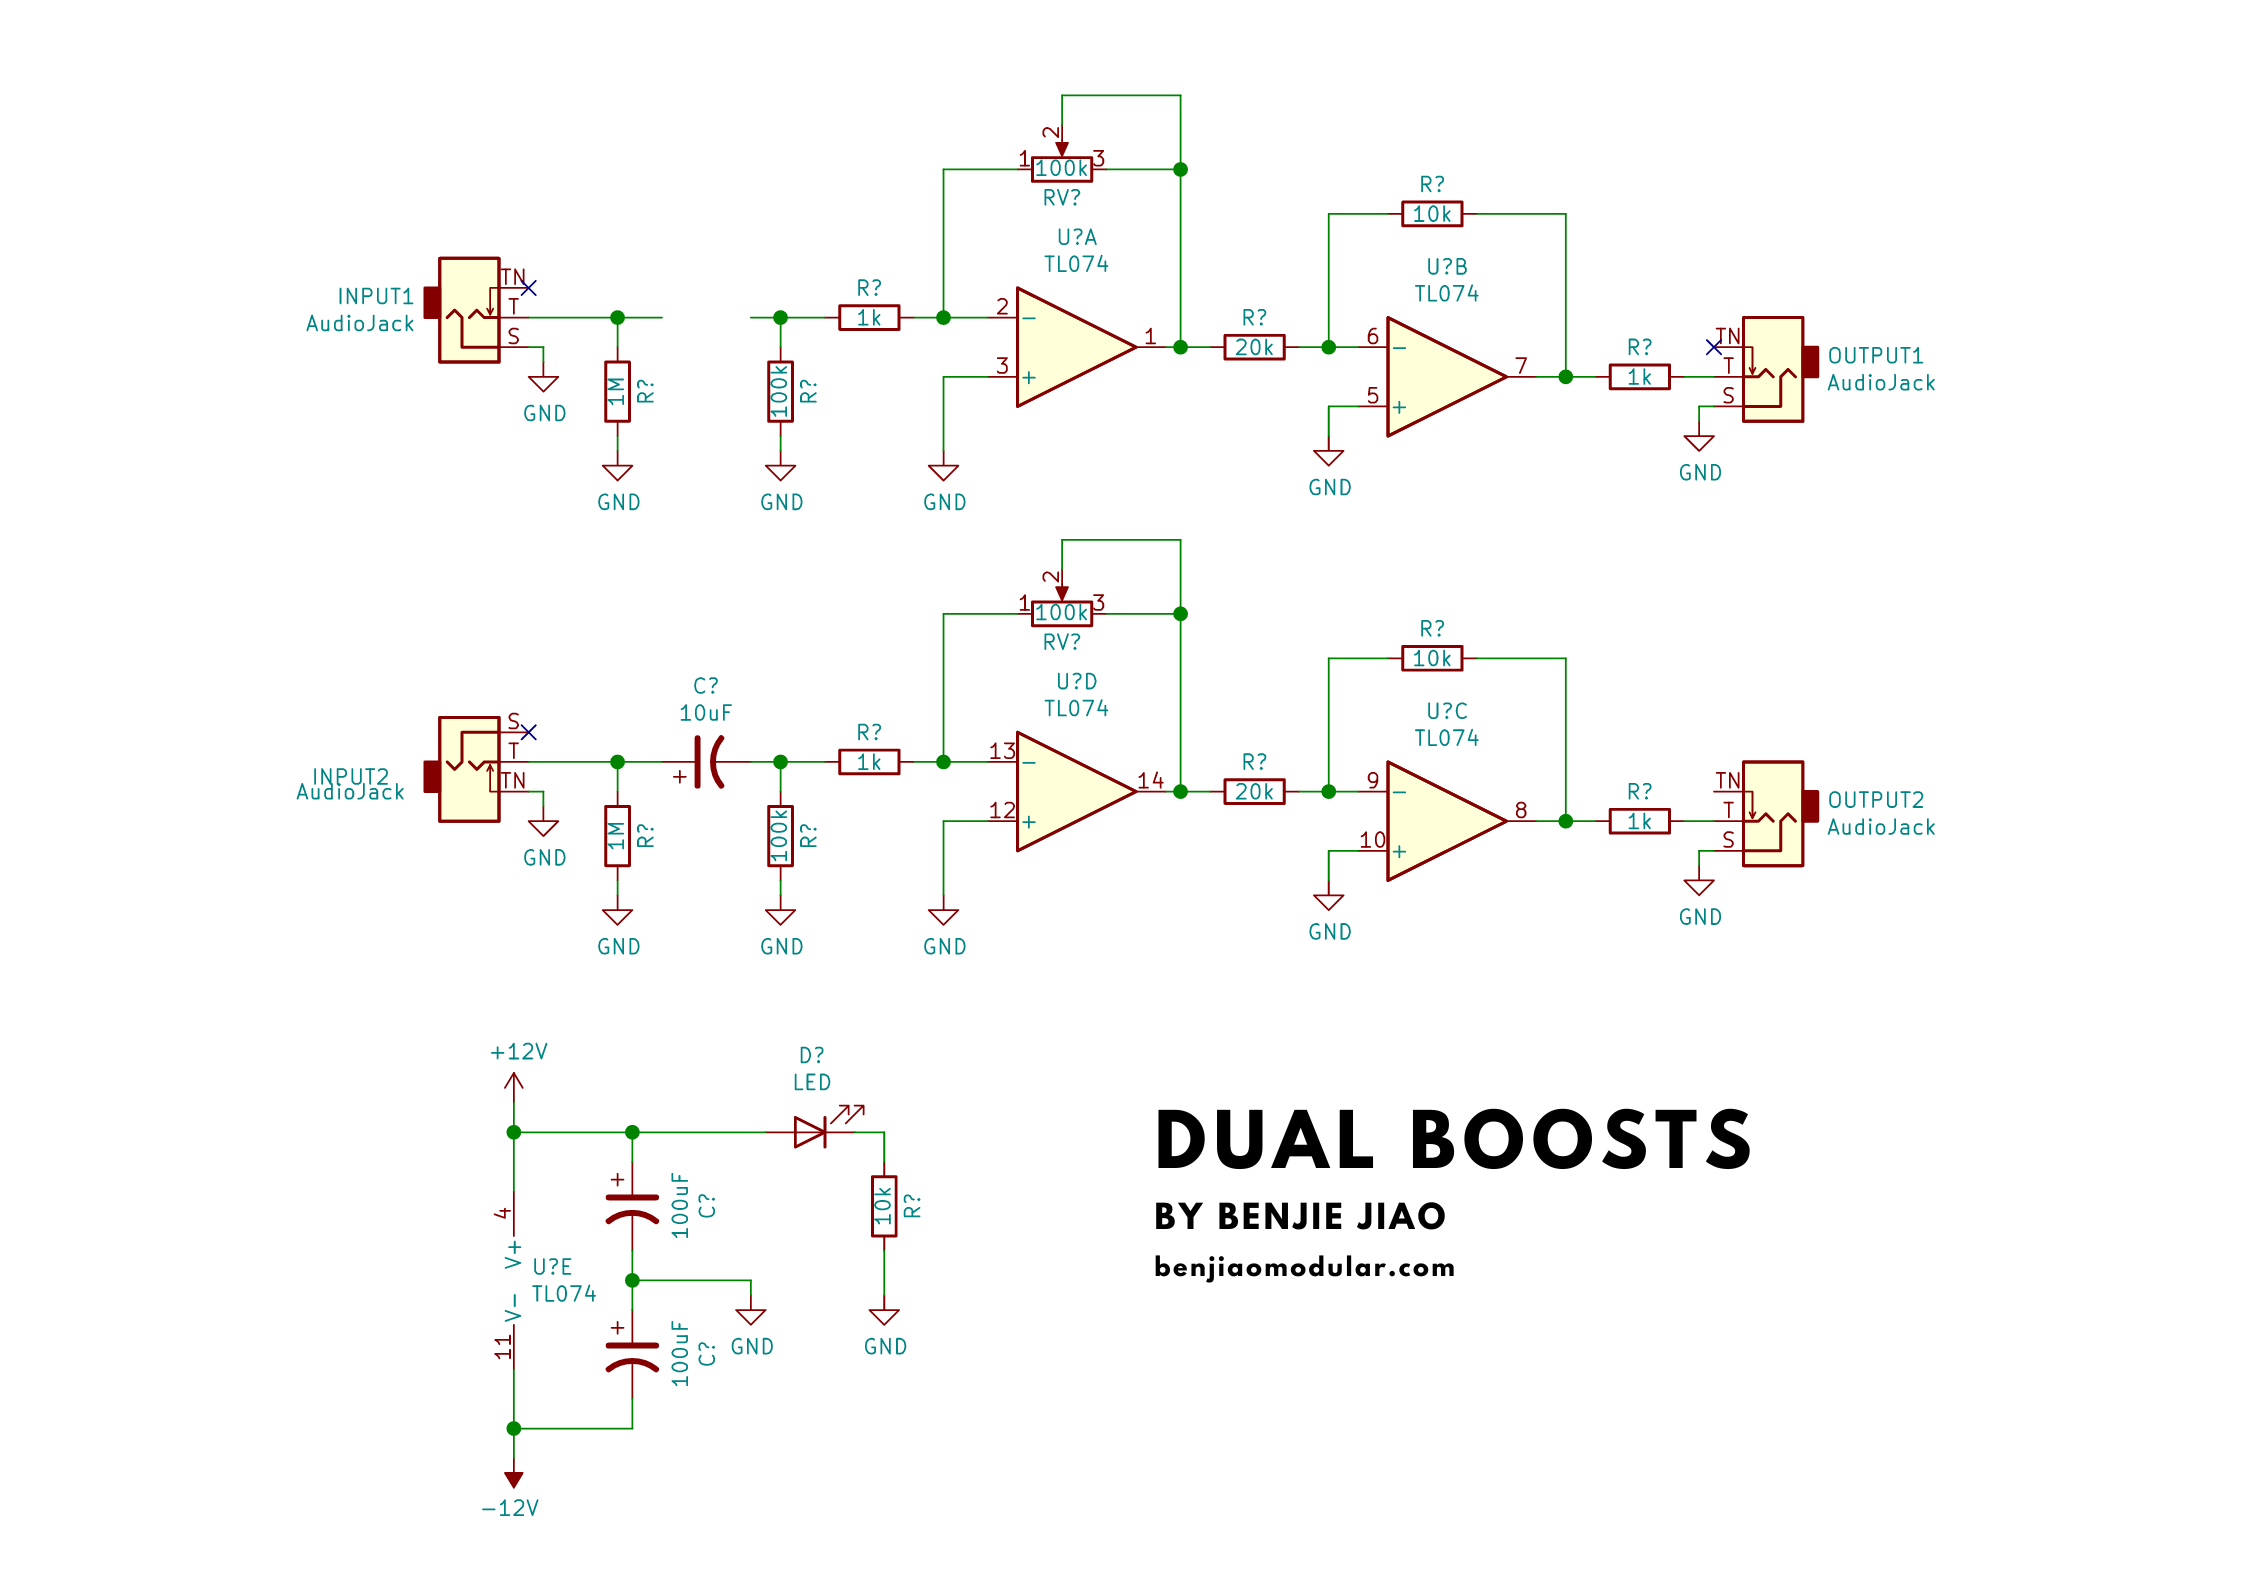 2
1
3
100k
RV?
R?
10k
U?A
TL074
U?B
TL074
TN
T
S
INPUT1
AudioJack
GND
R?
1k
2
−
3
+
1
R?
20k
6
−
5
+
7
R?
1k
TN
T
S
OUTPUT1
AudioJack
1M
R?
100k
R?
GND
GND
GND
GND
GND
2
1
3
100k
RV?
R?
10k
U?D
TL074
U?C
TL074
C?
10uF
+
S
T
TN
INPUT2
AudioJack
GND
R?
1k
13
−
12
+
14
R?
20k
9
−
10
+
8
R?
1k
TN
T
S
OUTPUT2
AudioJack
1M
R?
100k
R?
GND
GND
GND
GND
GND
+12V
D?
LED
4
V+
U?E
TL074
V−
11
+
100uF
C?
+
100uF
C?
10k
R?
GND
GND
−12V
DUAL BOOSTS
BY BENJIE JIAO
benjiaomodular.com